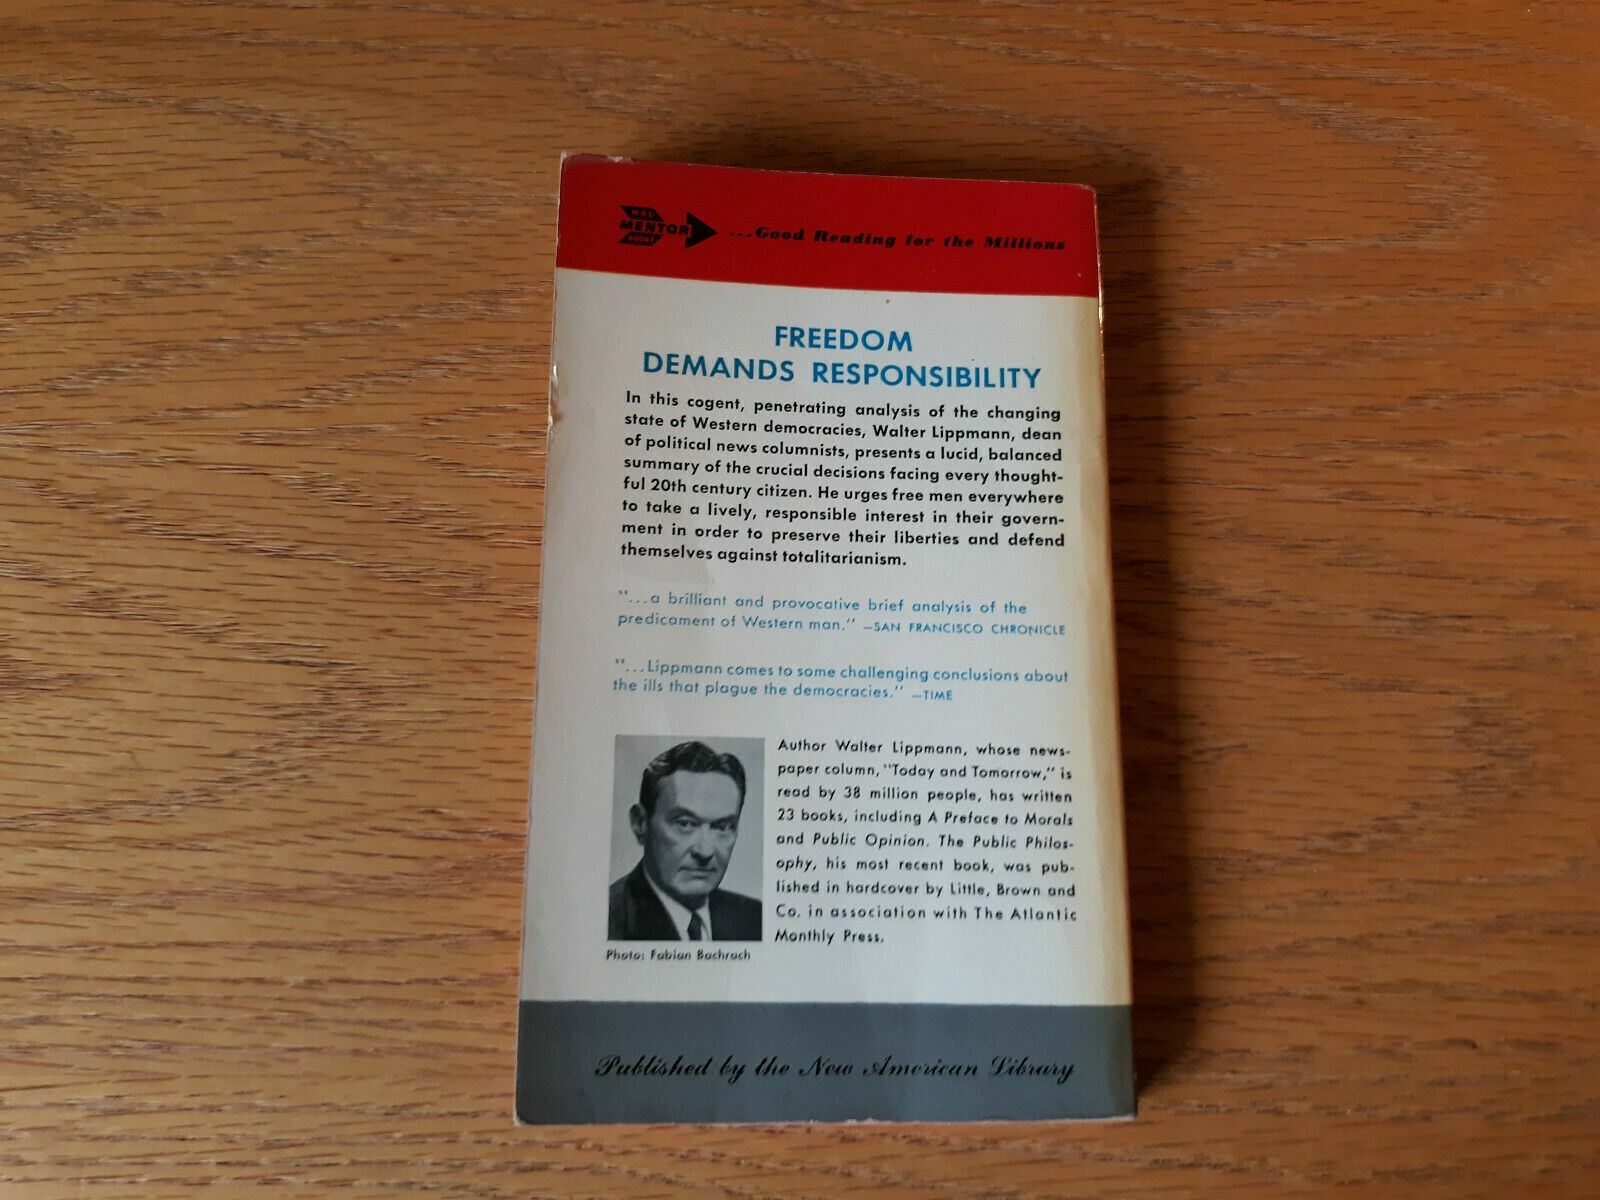 NAL
MENTOR
BOOKS
...Good Reading for the Millions
FREEDOM
DEMANDS RESPONSIBILITY
In this cogent, penetrating analysis of the changing
state of Western democracies, Walter Lippmann, dean
of political news columnists, presents a lucid, balanced
summary of the crucial decisions facing every thought-
ful 20th century citizen. He urges free men everywhere
to take a lively, responsible interest in their govern-
ment in order to preserve their liberties and defend
themselves against totalitarianism.
"...a brilliant and provocative brief analysis of the
predicament of Western man." —SAN FRANCISCO CHRONICLE
"...Lippmann comes to some challenging conclusions about
the ills that plague the democracies." —TIME
Author Walter Lippmann, whose news-
paper column, "Today and Tomorrow," is
read by 38 million people, has written
23 books, including A Preface to Morals
and Public Opinion. The Public Philos-
ophy, his most recent book, was pub-
lished in hardcover by Little, Brown and
Co. in association with The Atlantic
Monthly Press.
Photo: Fabian Bachrach
Published by the New American Library